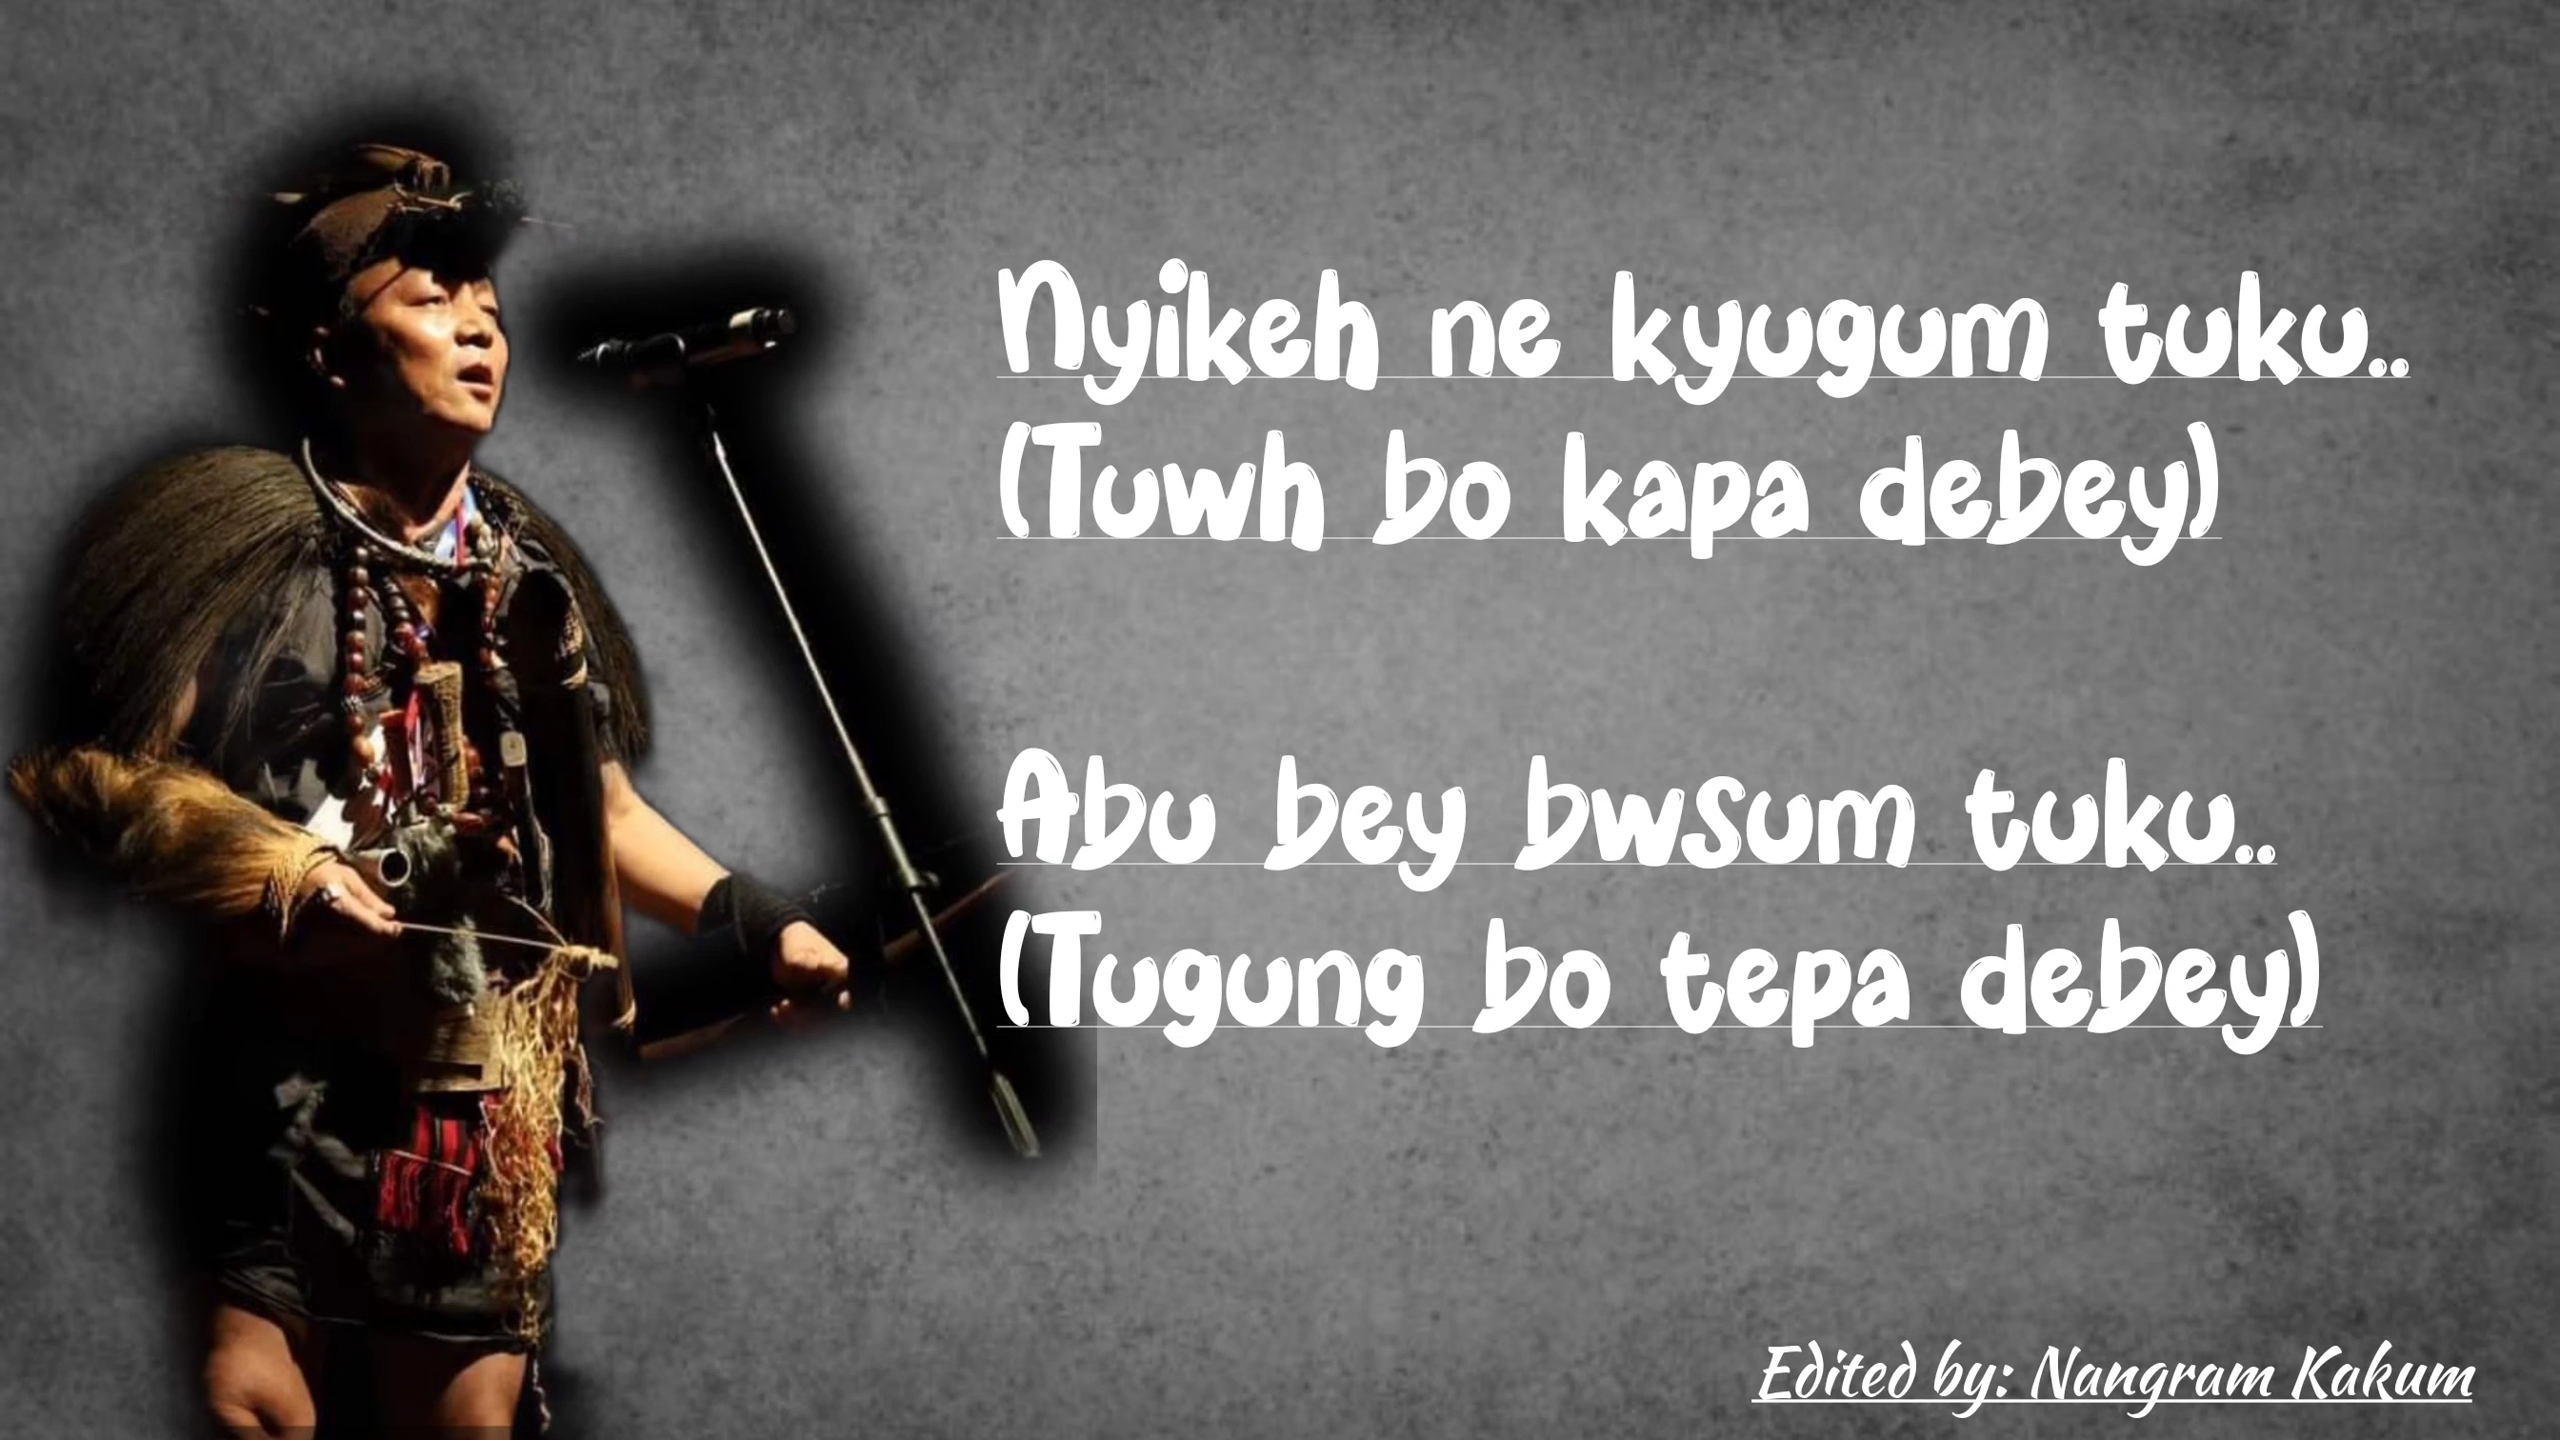 Nyikeh ne kyugum tuku..
(Tuwh bo kapa debey)
Abu bey bwsum tuku..
(Tugung bo tepa debey)
Edited by: Nangram Kakum